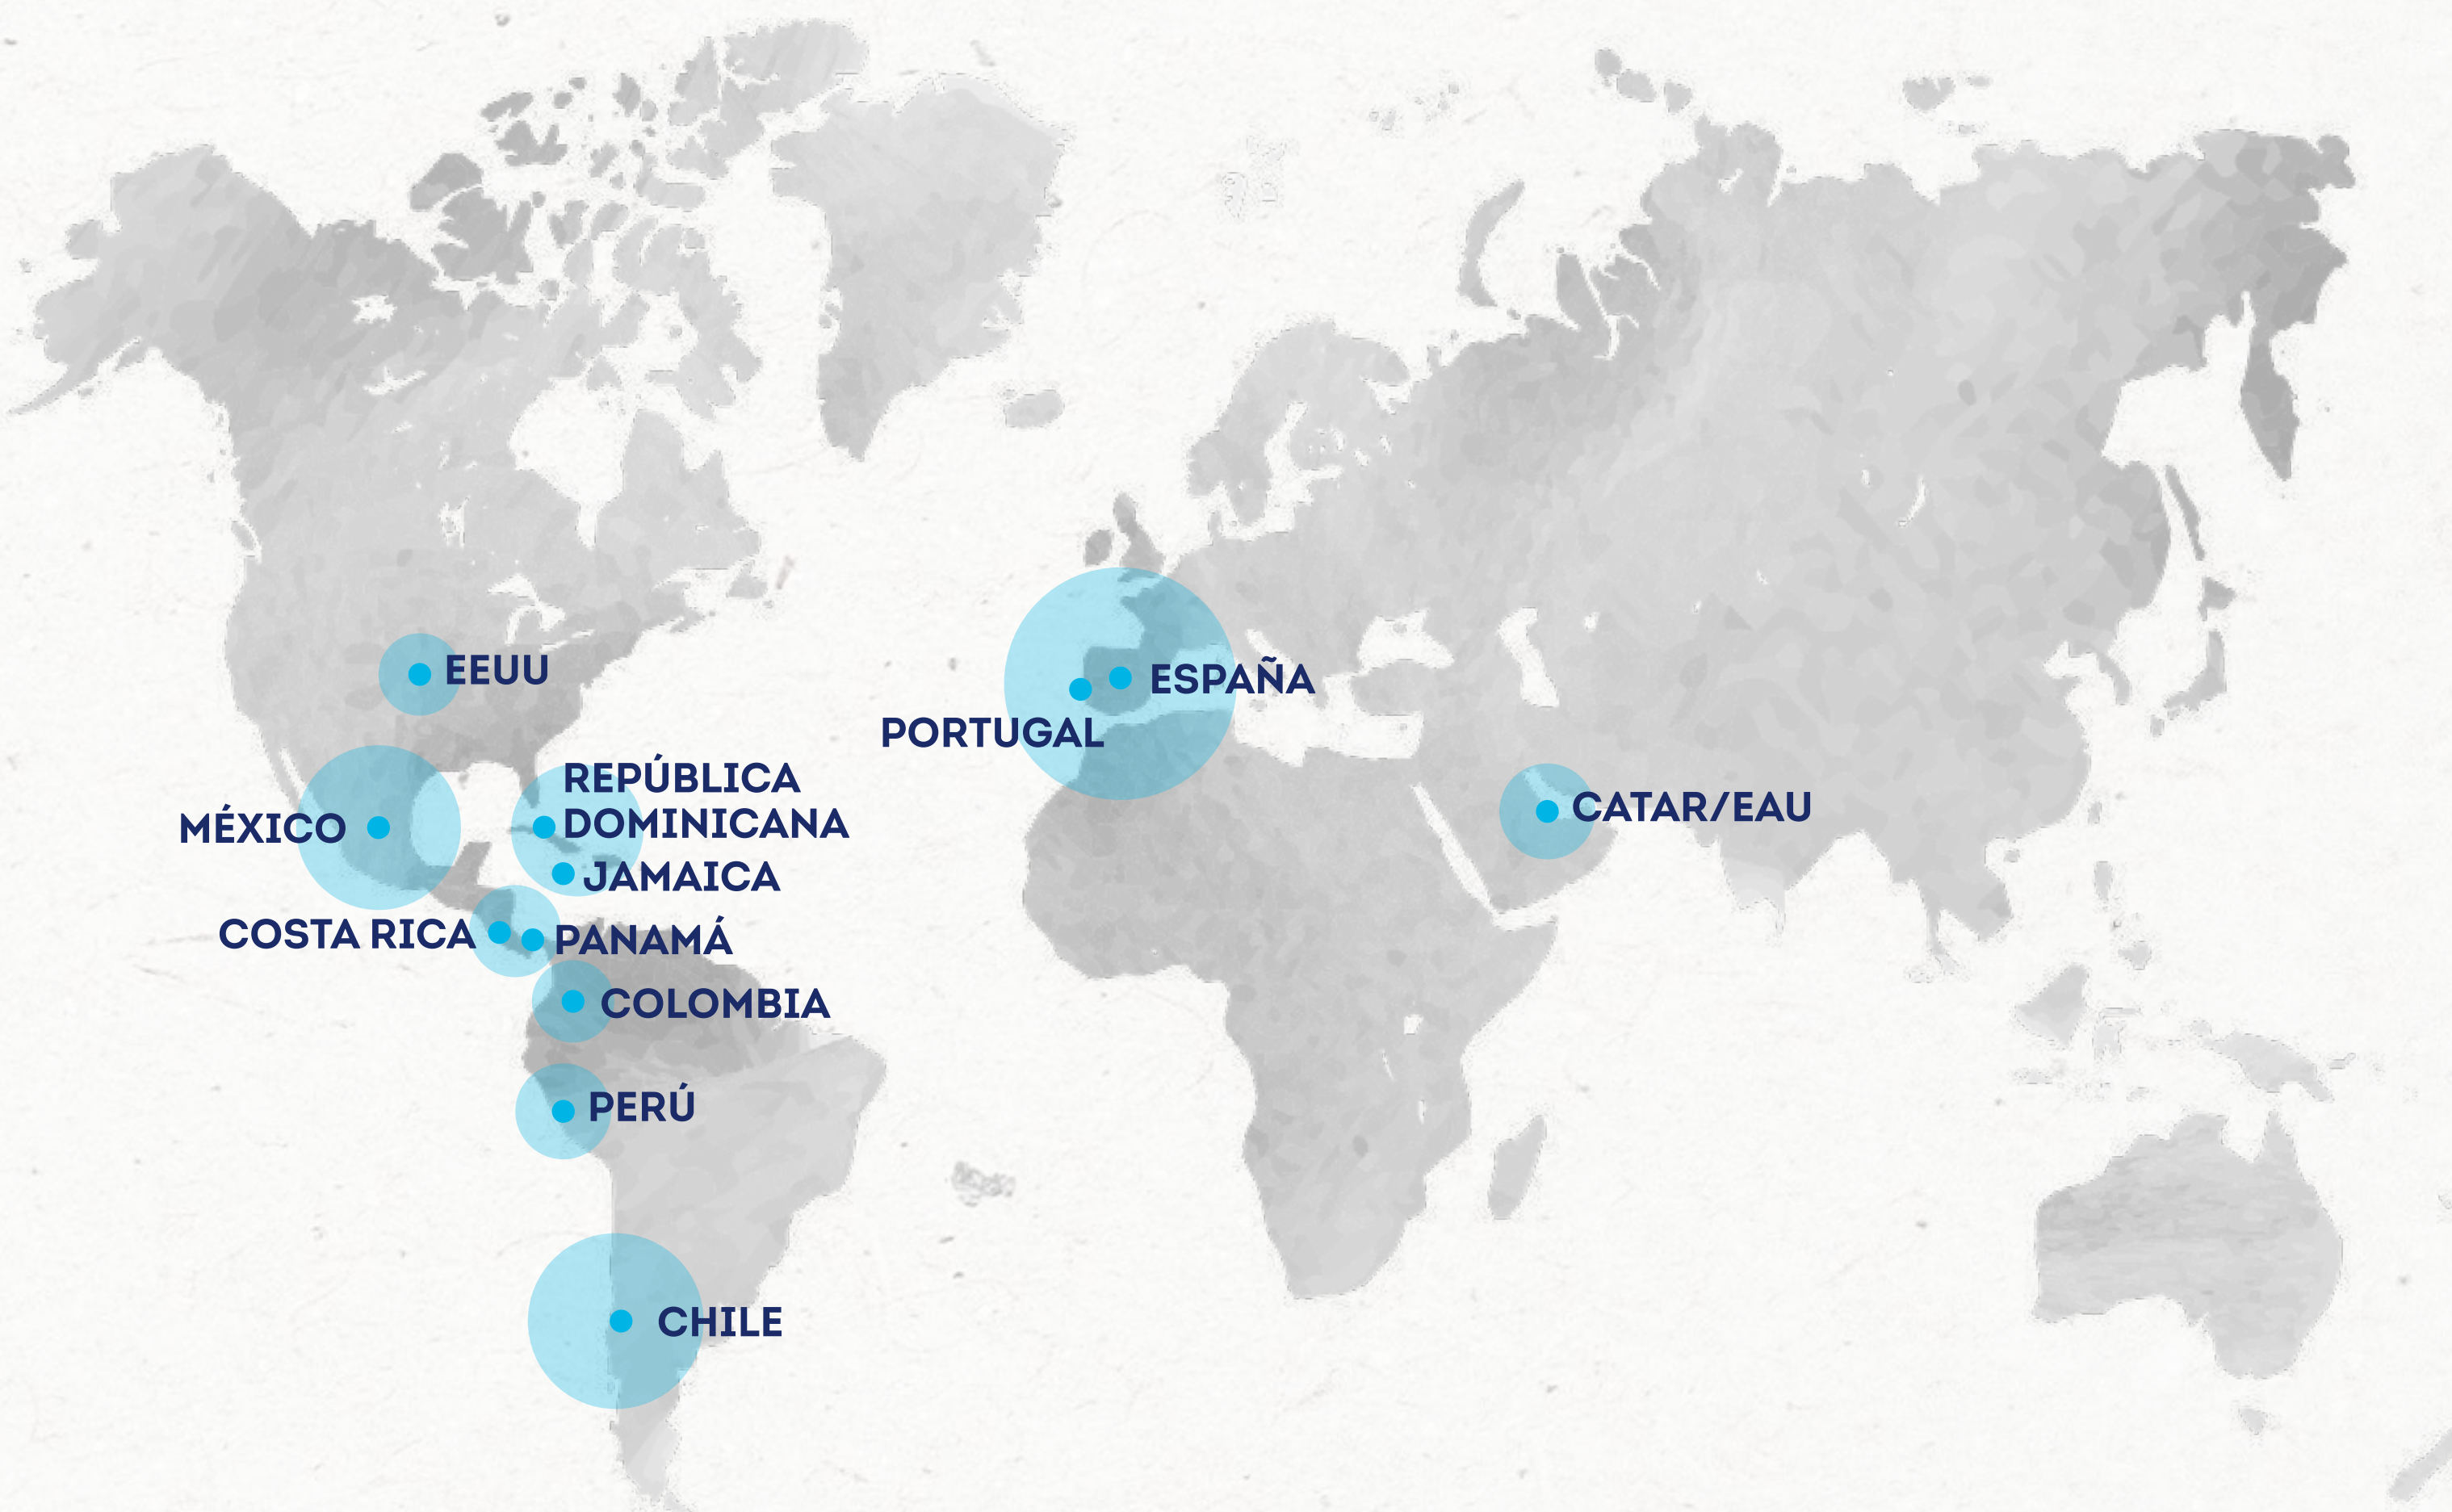 EEUU
ESPAÑA
PORTUGAL
REPÚBLICA
DOMINICANA
MÉXICO
CATAR/EAU
JAMAICA
COSTA RICA
PANAMÁ
COLOMBIA
PERÚ
CHILE